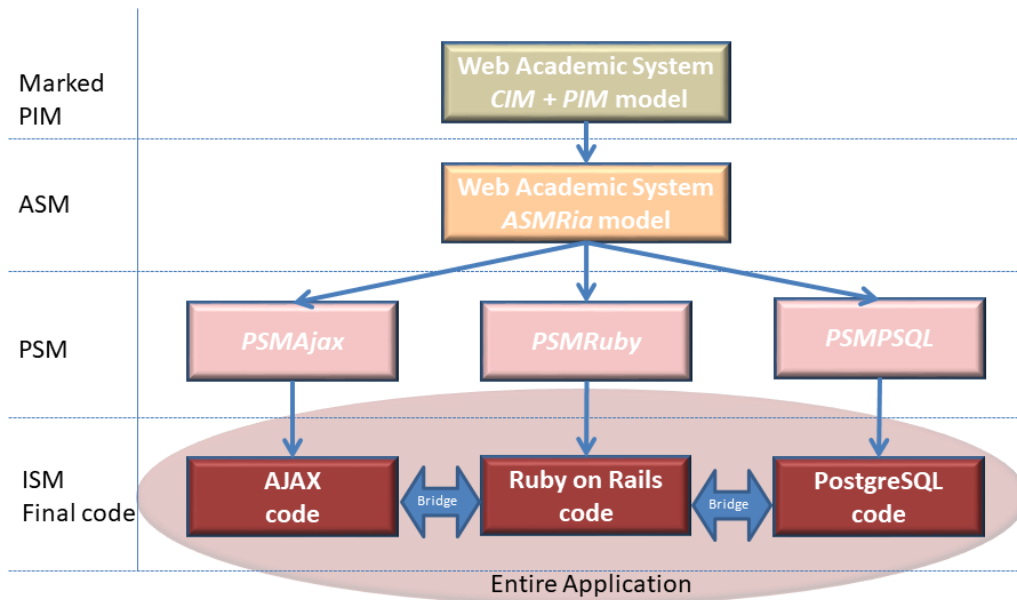 Marked
PIM
Web Academic System
CIM + PIM model
ASM
Web Academic System
ASMRia model
PSM
PSMAjax
PSMRuby
PSMPSQL
ISM
Final code
AJAX
code
Bridge
Ruby on Rails
code
Bridge
PostgreSQL
code
Entire Application